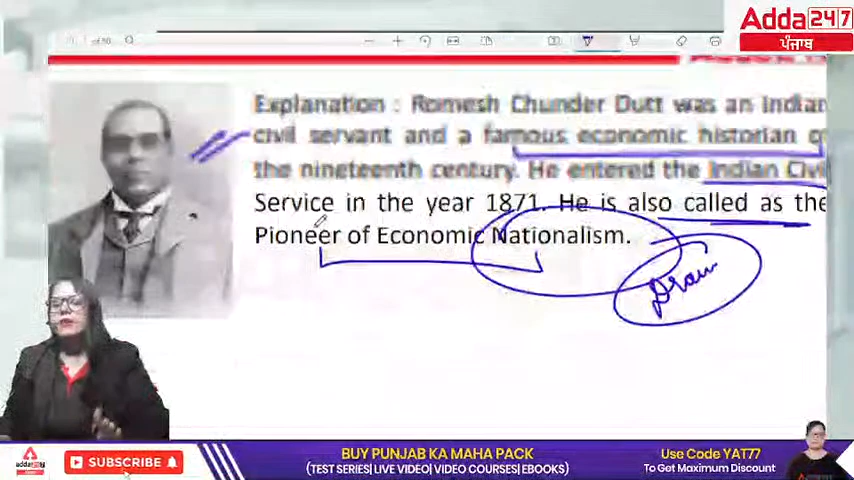 Adda247
ਪੰਜਾਬ
Explanation : Romesh Chunder Dutt was an Indian
civil servant and a famous economic historian o
the nineteenth century. He entered the Indian Civi
Service in the year 1871. He is also called as the
Pioneer of Economic Nationalism.
Drain
adda247
SUBSCRIBE
BUY PUNJAB KA MAHA PACK
(TEST SERIES| LIVE VIDEO| VIDEO COURSES| EBOOKS)
Use Code YAT77
To Get Maximum Discount